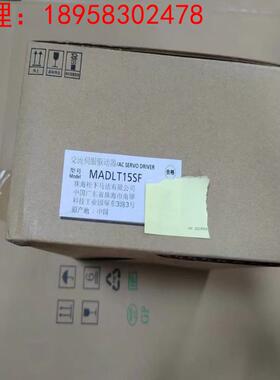 理：18958302478
交流伺服驱动器/AC SERVO DRIVER
型号
Model MADLT15SF
合格
珠海松下马达有限公司
中国广东省珠海市南屏
科技工业园屏东3路3号
原产地：中国